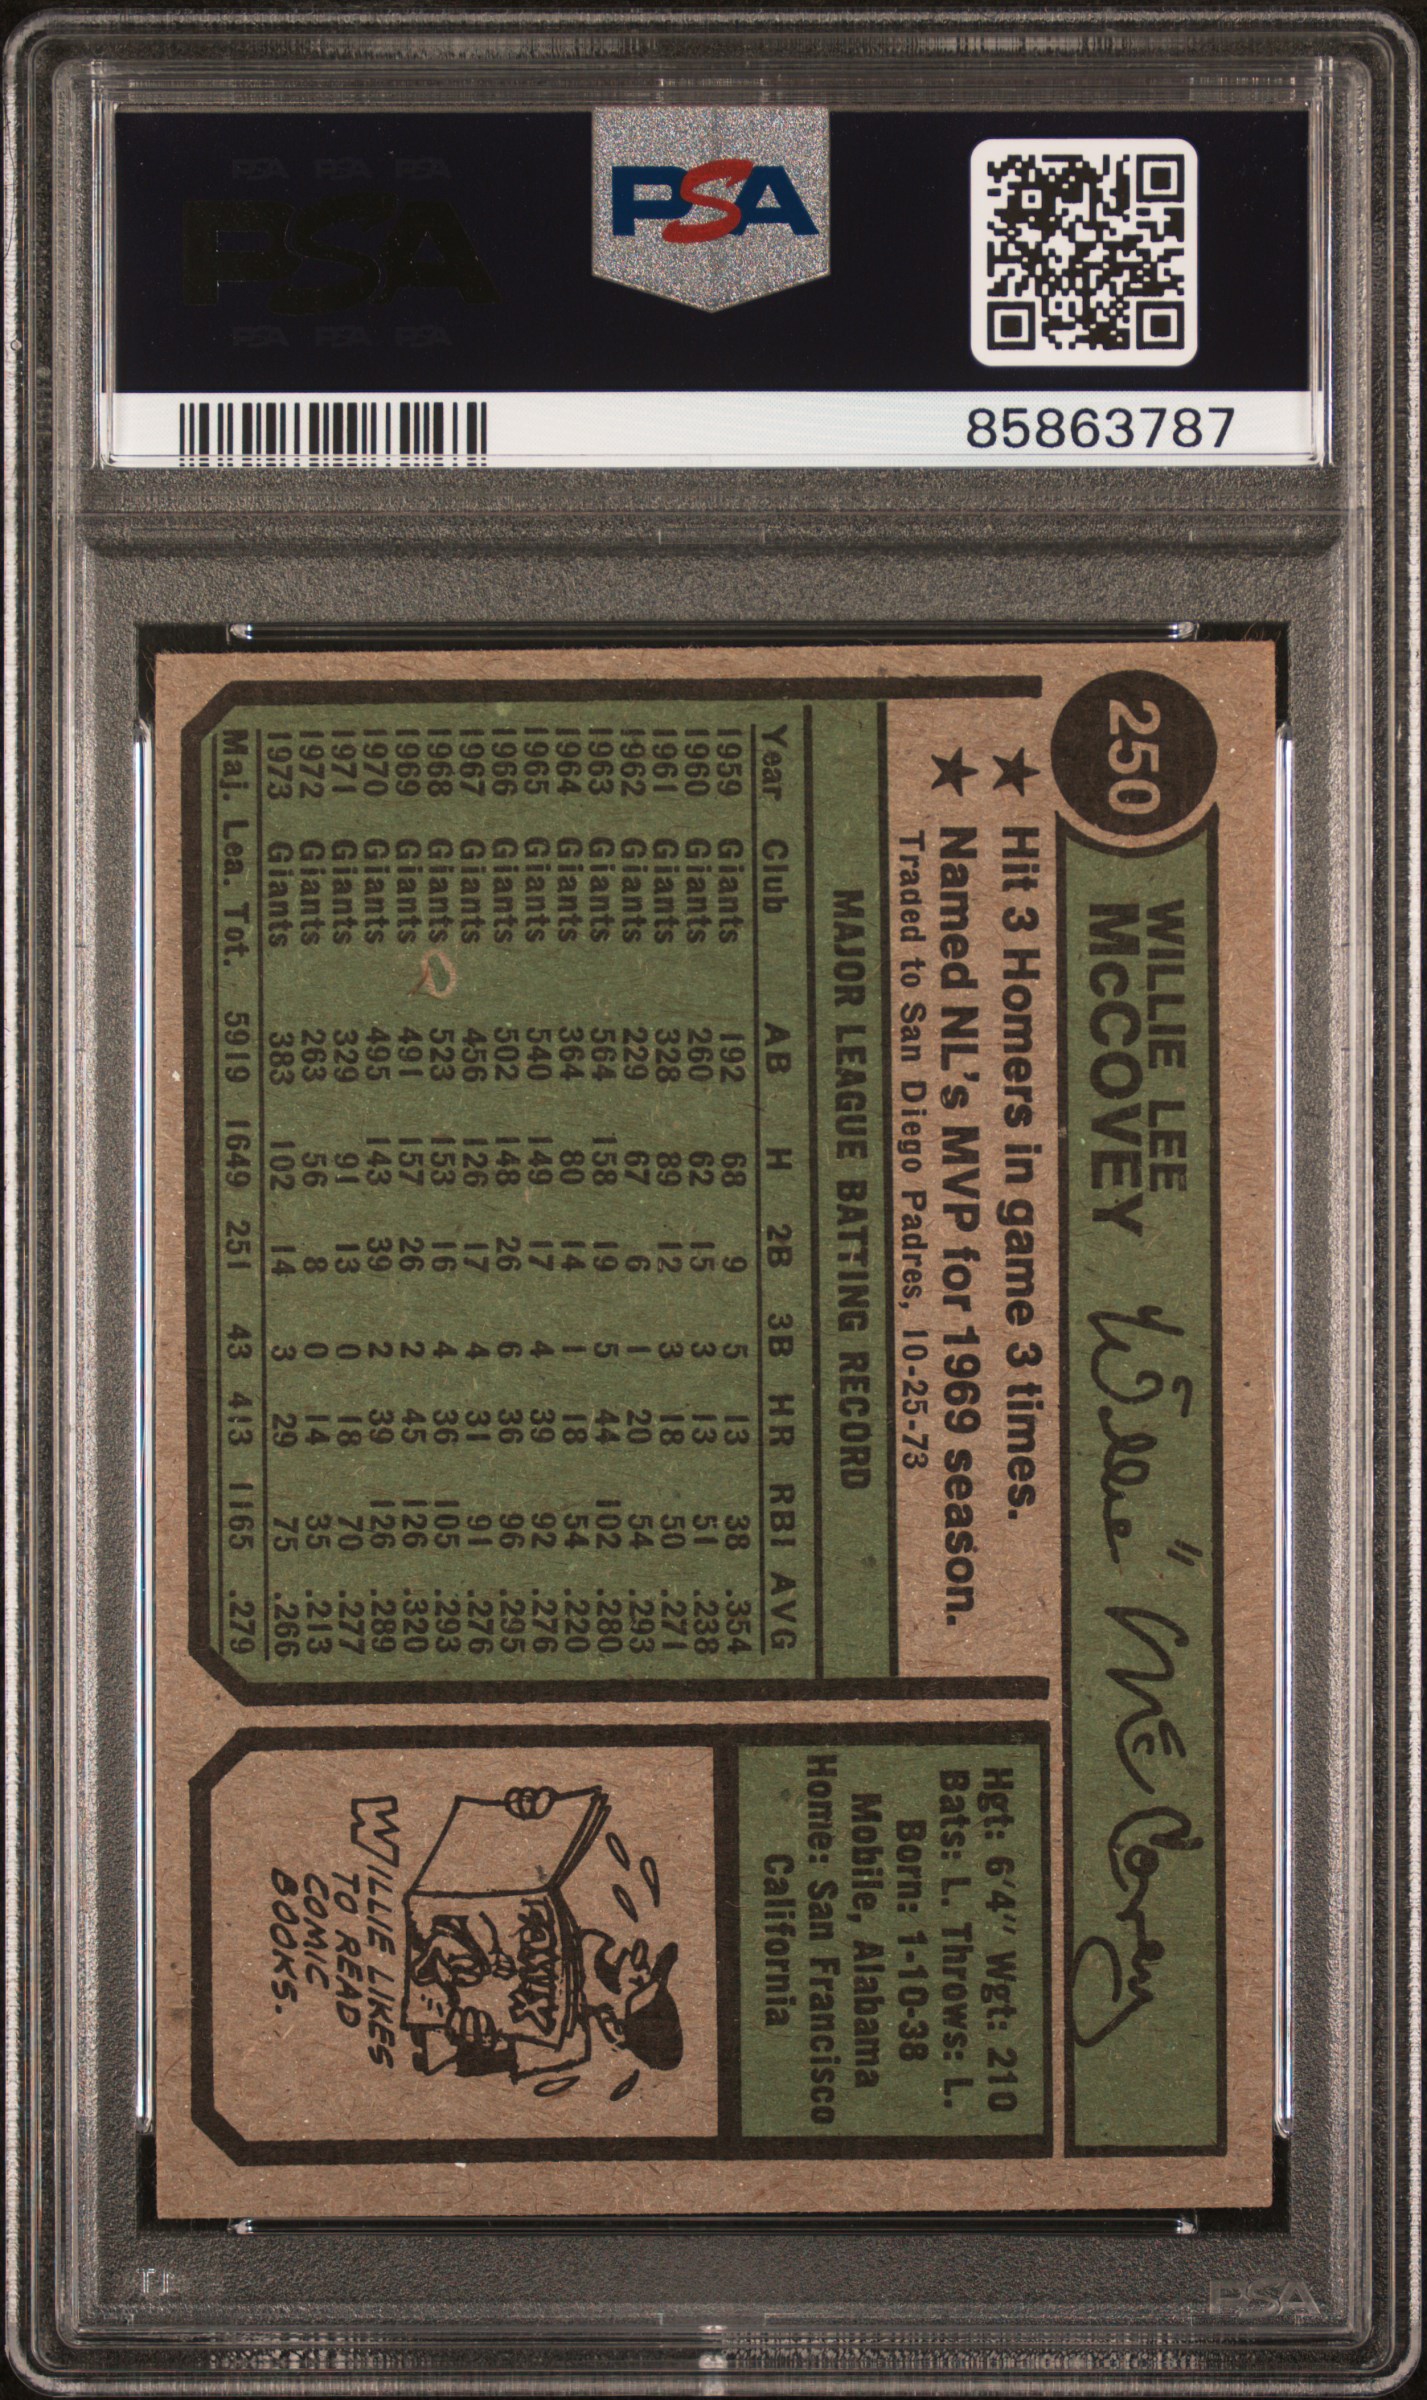 PSA PSA PSA
PSA
PSA PSA PSA
PSA
85863787
250
WILLIE LEE
McCOVEY
Willie "Mc Covey
★ Hit 3 Homers in game 3 times.
★ Named NL's MVP for 1969 season.
Traded to San Diego Padres, 10-25-73
MAJOR LEAGUE BATTING RECORD
Year Club AB H 2B 3B HR RBI AVG
1959 Giants 192 68 9 5 13 38 .354
1960 Giants 260 62 15 3 13 51 .238
1961 Giants 328 89 12 3 18 50 .271
1962 Giants 229 67 6 1 20 54 .293
1963 Giants 564 158 19 5 44 102 .280
1964 Giants 364 80 14 1 18 54 .220
1965 Giants 540 149 17 4 39 92 .276
1966 Giants 502 148 26 6 36 96 .295
1967 Giants 456 126 17 4 31 91 .276
1968 Giants 523 153 16 4 36 105 .293
1969 Giants 491 157 26 2 45 126 .320
1970 Giants 495 143 39 2 39 126 .289
1971 Giants 329 91 13 0 18 70 .277
1972 Giants 263 56 8 0 14 35 .213
1973 Giants 383 102 14 3 29 75 .266
Maj. Lea. Tot. 5919 1649 251 43 413 1165 .279
Hgt: 6'4" Wgt: 210
Bats: L. Throws: L.
Born: 1-10-38
Mobile, Alabama
Home: San Francisco
California
WILLIE LIKES
TO READ
COMIC
BOOKS.
PSA